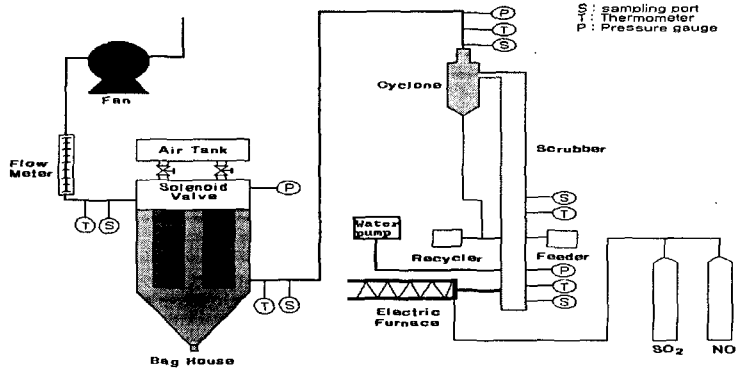 S : sampling port
T : Thermometer
P : Pressure gauge
P
T
S
Fan
Cyclone
Flow
Meter
Air Tank
Solenoid
Valve
P
Scrubber
S
T
T
S
Water
pump
Recycler
Feeder
P
T
S
T
S
Electric
Furnace
Bag House
SO₂
NO